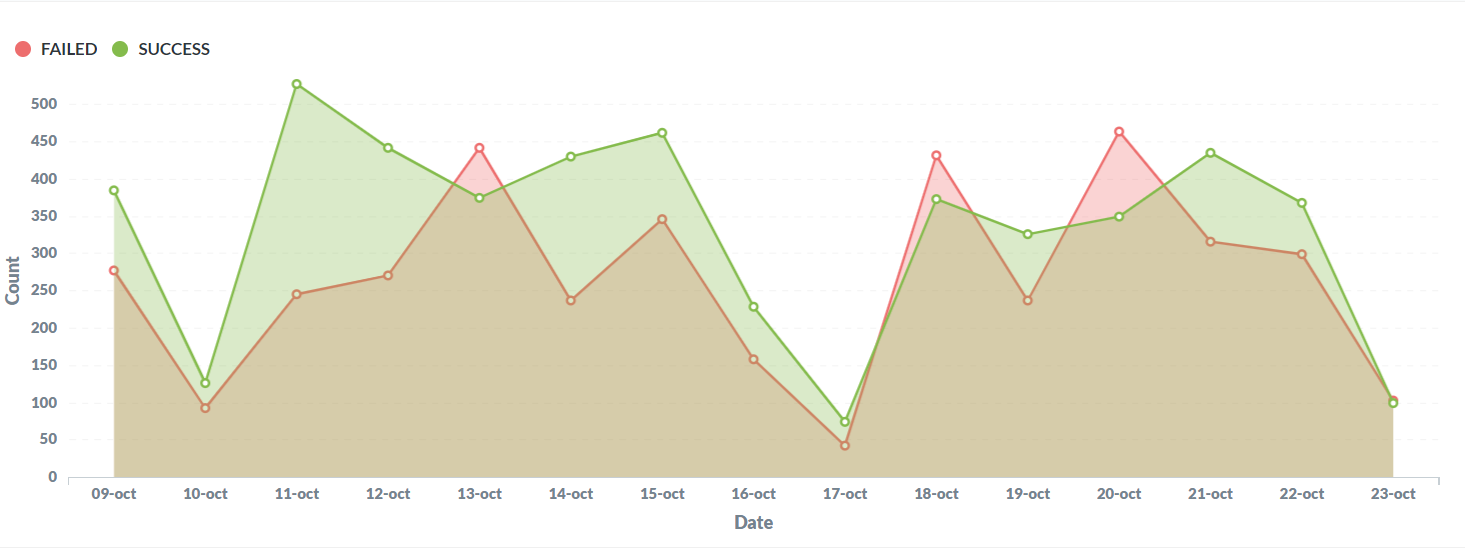 FAILED SUCCESS
500
450
400
350
300
250
200
150
100
50
0
Count
09-oct 10-oct 11-oct 12-oct 13-oct 14-oct 15-oct 16-oct 17-oct 18-oct 19-oct 20-oct 21-oct 22-oct 23-oct
Date